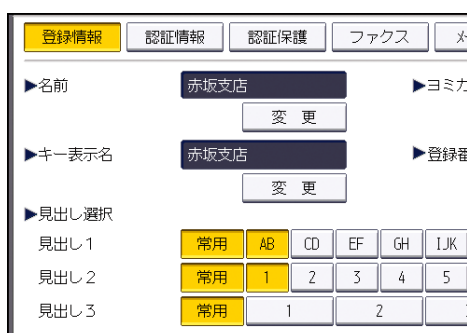 登録情報 認証情報 認証保護 ファクス
▶名前 赤坂支店 ▶ヨミカ
変 更
▶キー表示名 赤坂支店 ▶登録番
変 更
▶見出し選択
見出し1 常用 AB CD EF GH IJK
見出し2 常用 1 2 3 4 5
見出し3 常用 1 2